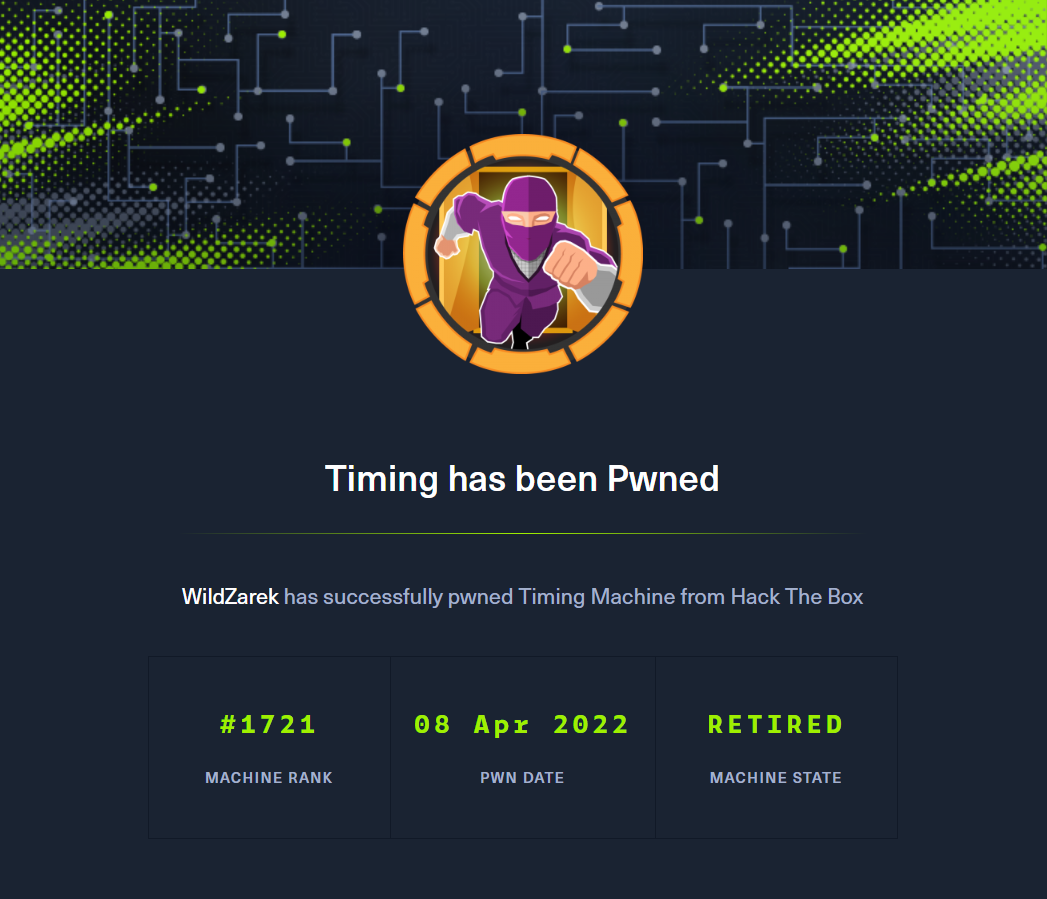 Timing has been Pwned
WildZarek has successfully pwned Timing Machine from Hack The Box
#1721
MACHINE RANK
08 Apr 2022
PWN DATE
RETIRED
MACHINE STATE